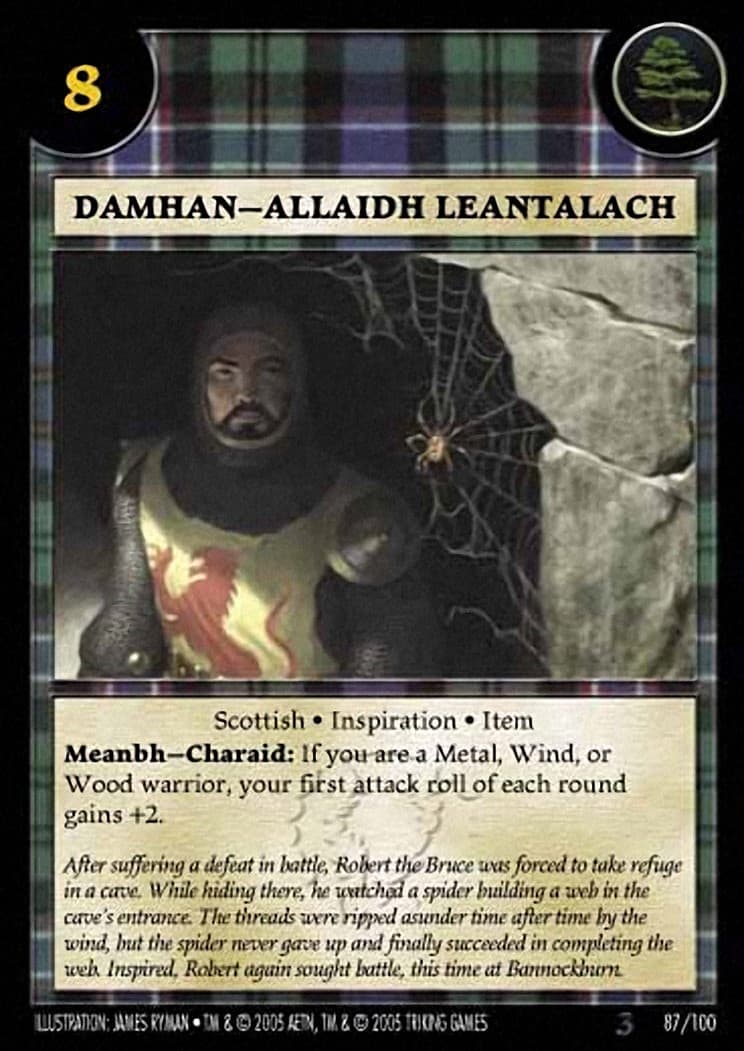 8
DAMHAN–ALLAIDH LEANTALACH
Scottish • Inspiration • Item
Meanbh–Charaid: If you are a Metal, Wind, or
Wood warrior, your first attack roll of each round
gains +2.
After suffering a defeat in battle, Robert the Bruce was forced to take refuge
in a cave. While hiding there, he watched a spider building a web in the
cave's entrance. The threads were ripped asunder time after time by the
wind, but the spider never gave up and finally succeeded in completing the
web. Inspired, Robert again sought battle, this time at Bannockburn.
ILLUSTRATION: JAMES RYMAN • TM & © 2005 AETN, TM & © 2005 TRIKING GAMES 3 87/100